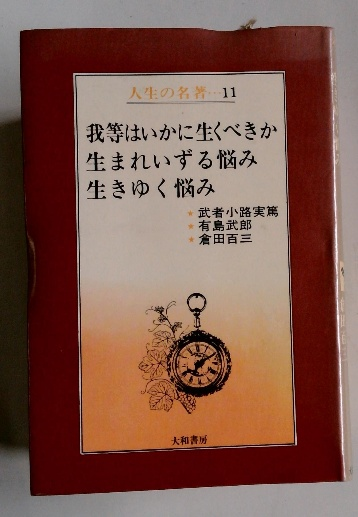 人生の名著…11
我等はいかに生くべきか
生まれいずる悩み
生きゆく悩み
★ 武者小路実篤
★ 有島武郎
★ 倉田百三
大和書房